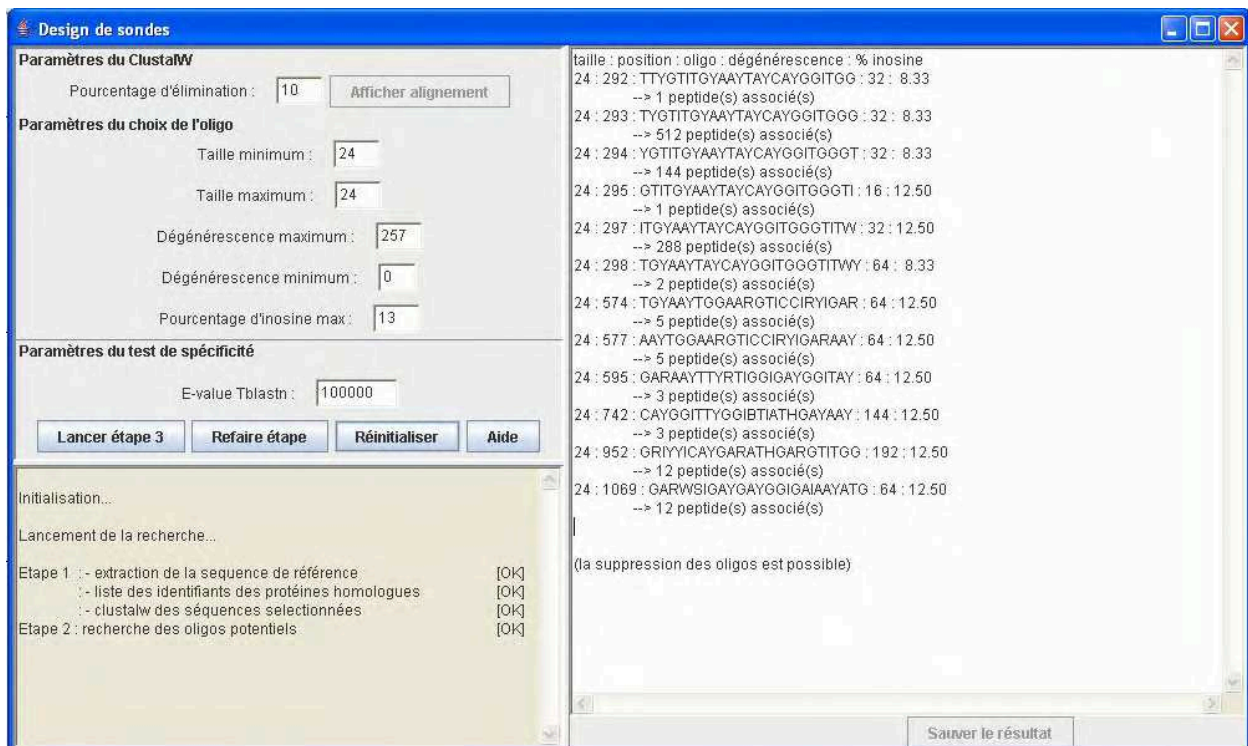 Design de sondes
Paramètres du ClustalW
Pourcentage d'élimination : 10 Afficher alignement
Paramètres du choix de l'oligo
Taille minimum : 24
Taille maximum : 24
Dégénérescence maximum : 257
Dégénérescence minimum : 0
Pourcentage d'inosine max : 13
Paramètres du test de spécificité
E-value Tblastn : 100000
Lancer étape 3 Refaire étape Réinitialiser Aide
Initialisation...
Lancement de la recherche...
Etape 1 : - extraction de la sequence de référence [OK]
: - liste des identifiants des protéines homologues [OK]
: - clustalw des séquences selectionnées [OK]
Etape 2 : recherche des oligos potentiels [OK]
taille : position : oligo : dégénérescence : % inosine
24 : 292 : TTYGTITGYAAYTAYCAYGGITGG : 32 : 8.33
--> 1 peptide(s) associé(s)
24 : 293 : TYGTITGYAAYTAYCAYGGITGGG : 32 : 8.33
--> 512 peptide(s) associé(s)
24 : 294 : YGTITGYAAYTAYCAYGGITGGGT : 32 : 8.33
--> 144 peptide(s) associé(s)
24 : 295 : GTITGYAAYTAYCAYGGITGGGTI : 16 : 12.50
--> 1 peptide(s) associé(s)
24 : 297 : ITGYAAYTAYCAYGGITGGGTITW : 32 : 12.50
--> 288 peptide(s) associé(s)
24 : 298 : TGYAAYTAYCAYGGITGGGTITWY : 64 : 8.33
--> 2 peptide(s) associé(s)
24 : 574 : TGYAAYTGGAARGTICCIRYIGAR : 64 : 12.50
--> 5 peptide(s) associé(s)
24 : 577 : AAYTGGAARGTICCIRYIGARAAY : 64 : 12.50
--> 5 peptide(s) associé(s)
24 : 595 : GARAAYTTYRTIGGIGAYGGITAY : 64 : 12.50
--> 3 peptide(s) associé(s)
24 : 742 : CAYGGITTYGGIBTIATHGAYAAY : 144 : 12.50
--> 3 peptide(s) associé(s)
24 : 952 : GRIYYICAYGARATHGARGTITGG : 192 : 12.50
--> 12 peptide(s) associé(s)
24 : 1069 : GARWSIGAYGAYGGIGAIAAYATG : 64 : 12.50
--> 12 peptide(s) associé(s)
(la suppression des oligos est possible)
Sauver le résultat